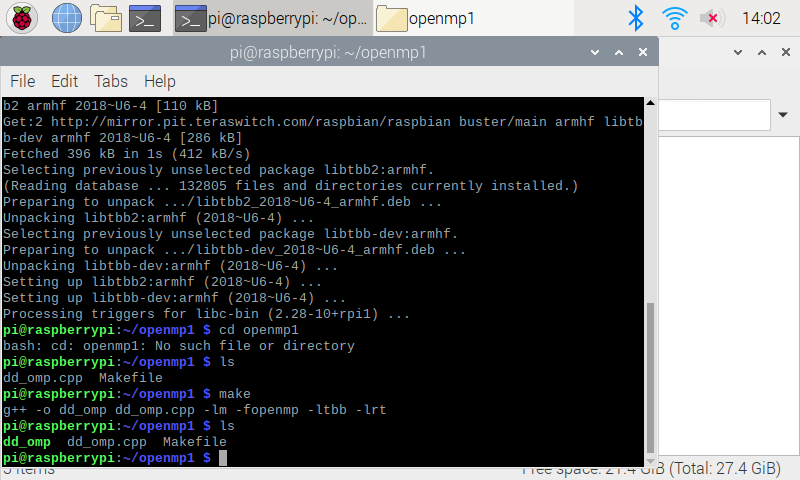 pi@raspberrypi: ~/op...
openmp1
14:02
pi@raspberrypi: ~/openmp1
File Edit Tabs Help
b2 armhf 2018~U6-4 [110 kB]
Get:2 http://mirror.pit.teraswitch.com/raspbian/raspbian buster/main armhf libtb
b-dev armhf 2018~U6-4 [286 kB]
Fetched 396 kB in 1s (412 kB/s)
Selecting previously unselected package libtbb2:armhf.
(Reading database ... 132805 files and directories currently installed.)
Preparing to unpack .../libtbb2_2018~U6-4_armhf.deb ...
Unpacking libtbb2:armhf (2018~U6-4) ...
Selecting previously unselected package libtbb-dev:armhf.
Preparing to unpack .../libtbb-dev_2018~U6-4_armhf.deb ...
Unpacking libtbb-dev:armhf (2018~U6-4) ...
Setting up libtbb2:armhf (2018~U6-4) ...
Setting up libtbb-dev:armhf (2018~U6-4) ...
Processing triggers for libc-bin (2.28-10+rpi1) ...
pi@raspberrypi:~/openmp1 $ cd openmp1
bash: cd: openmp1: No such file or directory
pi@raspberrypi:~/openmp1 $ ls
dd_omp.cpp Makefile
pi@raspberrypi:~/openmp1 $ make
g++ -o dd_omp dd_omp.cpp -lm -fopenmp -ltbb -lrt
pi@raspberrypi:~/openmp1 $ ls
dd_omp dd_omp.cpp Makefile
pi@raspberrypi:~/openmp1 $
items Free space: 21.4 GiB (Total: 27.4 GiB)